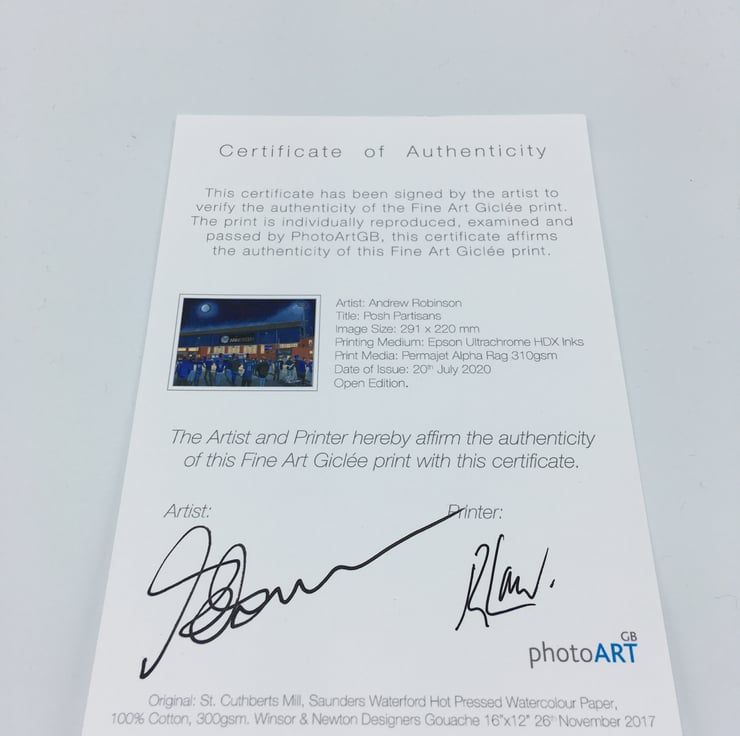 Certificate of Authenticity
This certificate has been signed by the artist to
verify the authenticity of the Fine Art Giclée print.
The print is individually reproduced, examined and
passed by PhotoArtGB, this certificate affirms
the authenticity of this Fine Art Giclée print.
Artist: Andrew Robinson
Title: Posh Partisans
Image Size: 291 x 220 mm
Printing Medium: Epson Ultrachrome HDX Inks
Print Media: Permajet Alpha Rag 310gsm
Date of Issue: 20th July 2020
Open Edition.
The Artist and Printer hereby affirm the authenticity
of this Fine Art Giclée print with this certificate.
Artist:
Printer:
photoART GB
Original: St. Cuthberts Mill, Saunders Waterford Hot Pressed Watercolour Paper,
100% Cotton, 300gsm. Winsor & Newton Designers Gouache 16"x12" 26th November 2017